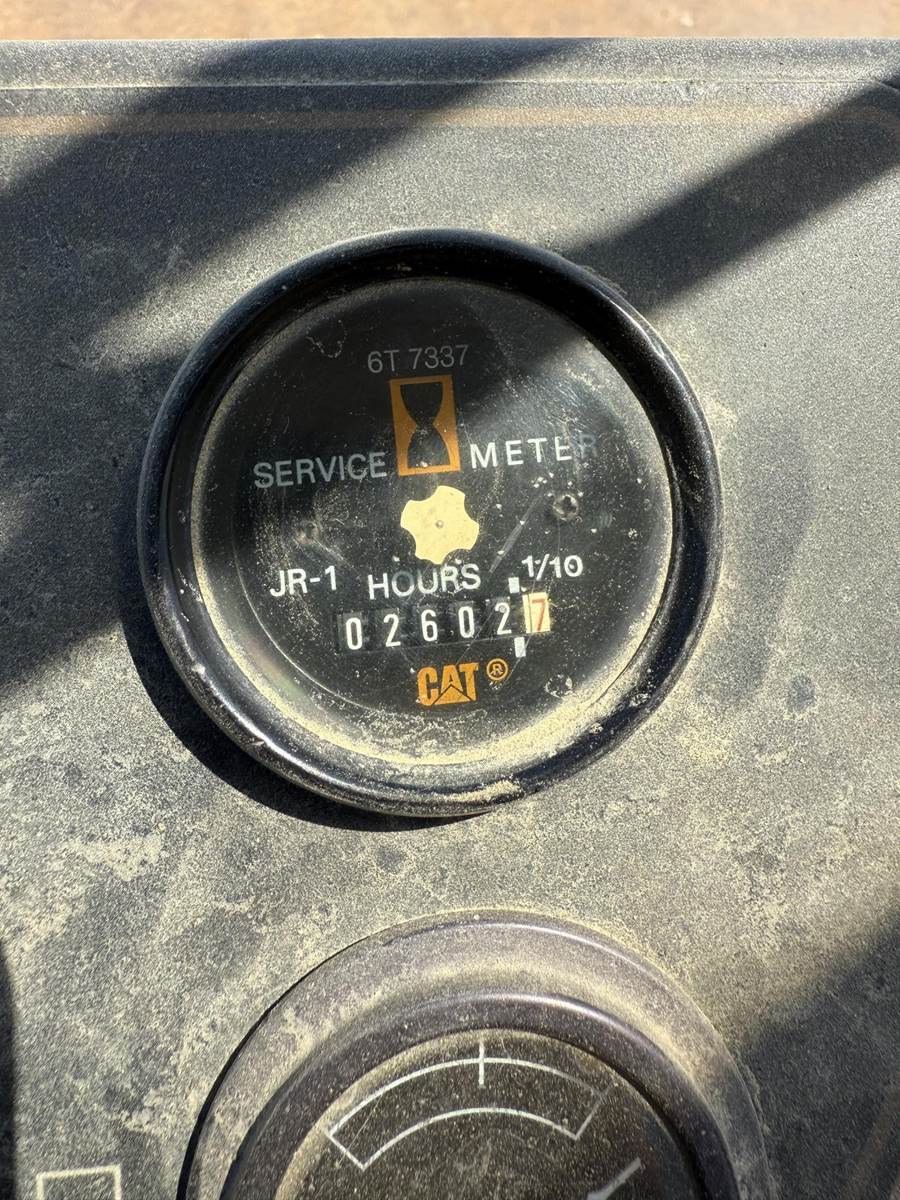 6T 7337
SERVICE METER
JR-1 HOURS 1/10
026027
CAT®